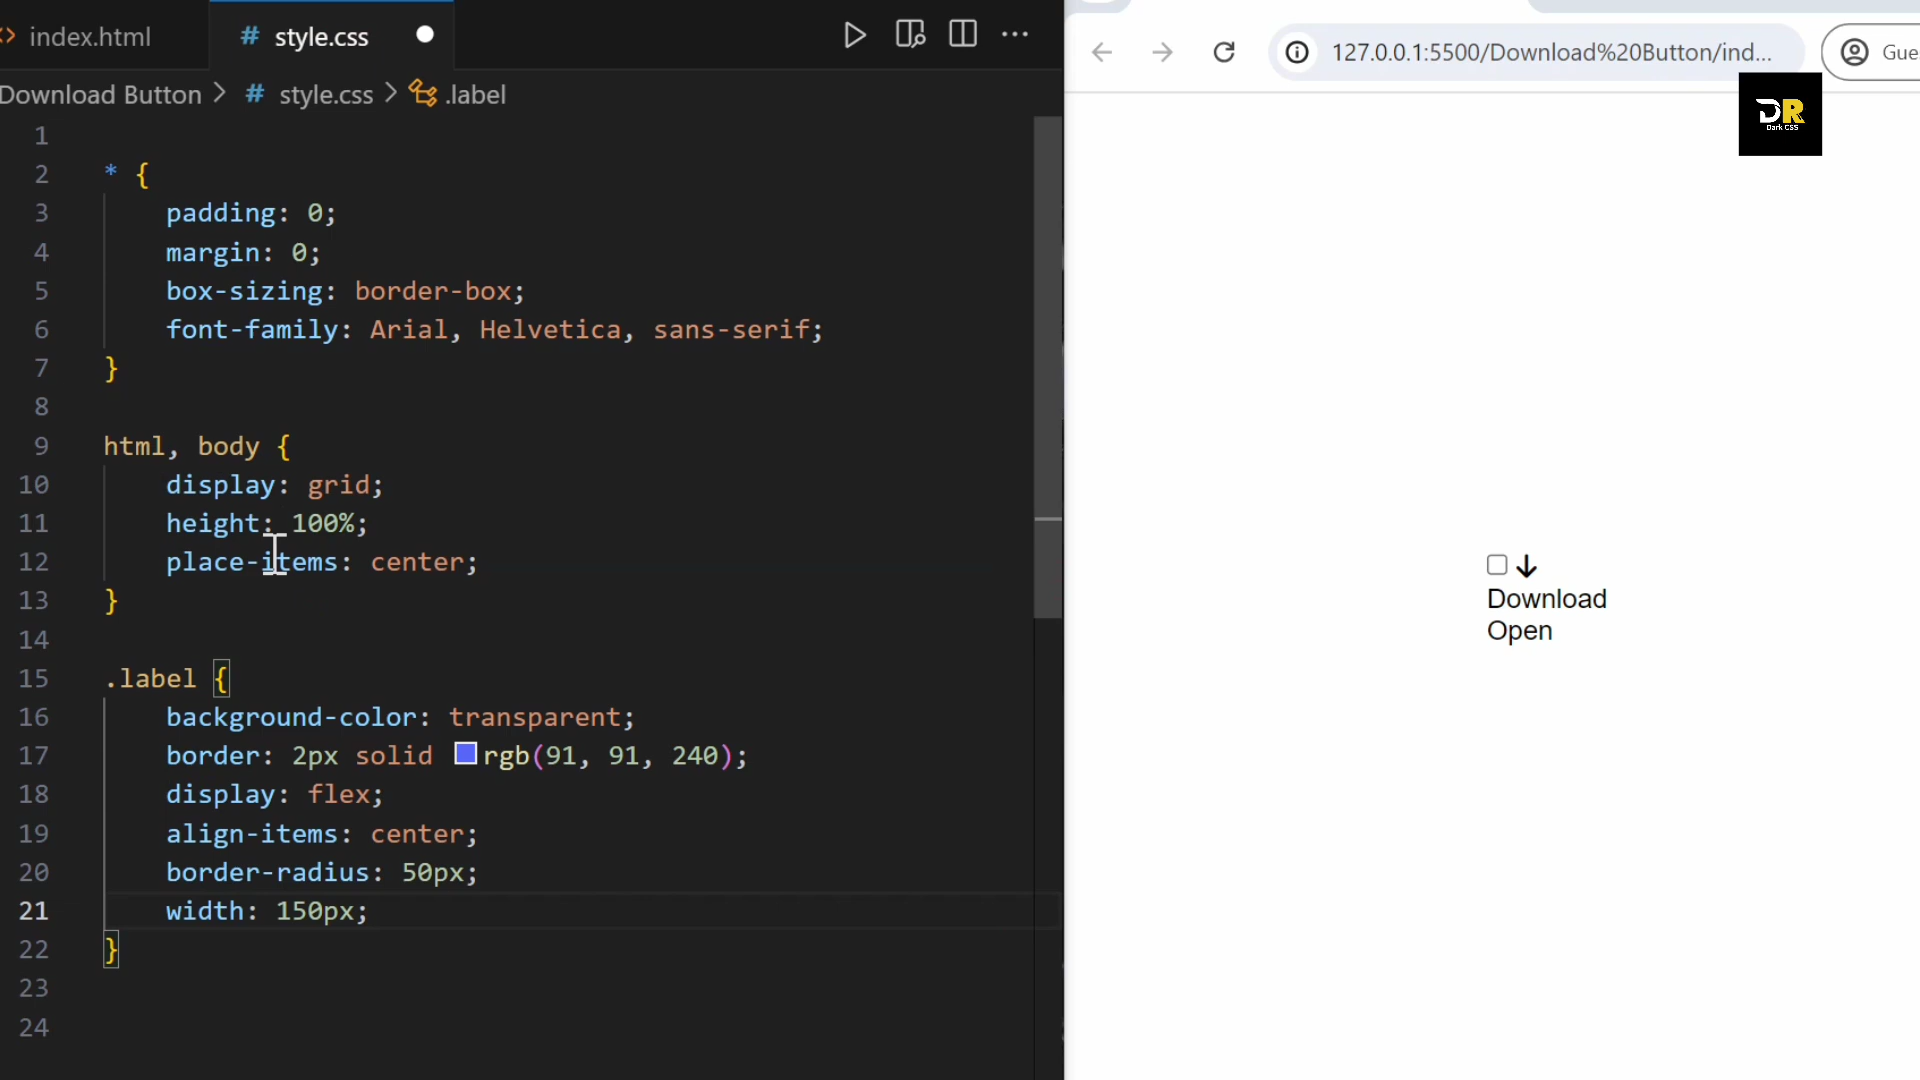 index.html
# style.css
Download Button > # style.css > .label
1
2 * {
3 padding: 0;
4 margin: 0;
5 box-sizing: border-box;
6 font-family: Arial, Helvetica, sans-serif;
7 }
8
9 html, body {
10 display: grid;
11 height: 100%;
12 place-items: center;
13 }
14
15 .label {
16 background-color: transparent;
17 border: 2px solid rgb(91, 91, 240);
18 display: flex;
19 align-items: center;
20 border-radius: 50px;
21 width: 150px;
22 }
23
24
127.0.0.1:5500/Download%20Button/ind...
Gue
DR
Dark CSS
Download
Open